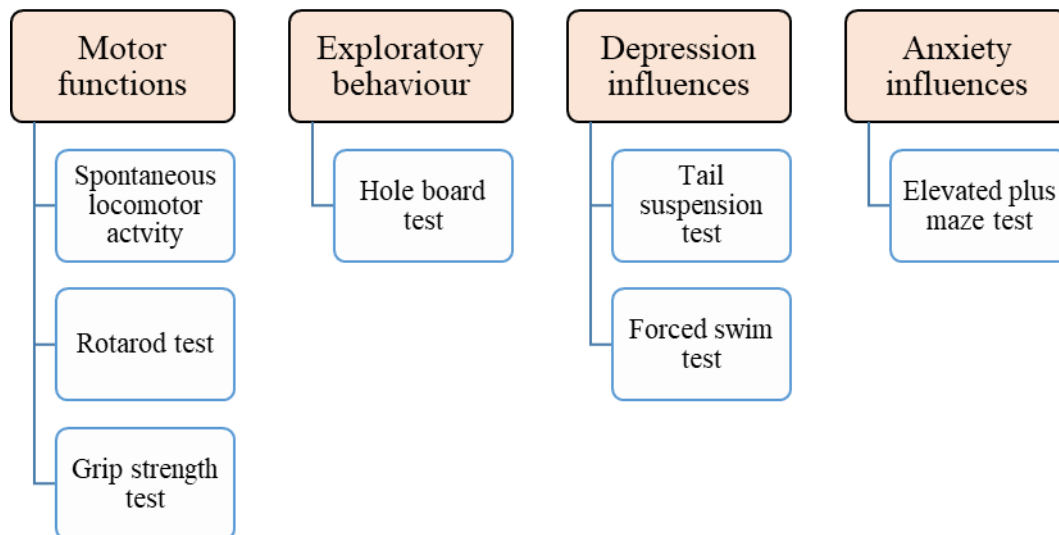 Motor
functions
Spontaneous
locomotor
actvity
Rotarod test
Grip strength
test
Exploratory
behaviour
Hole board
test
Depression
influences
Tail
suspension
test
Forced swim
test
Anxiety
influences
Elevated plus
maze test